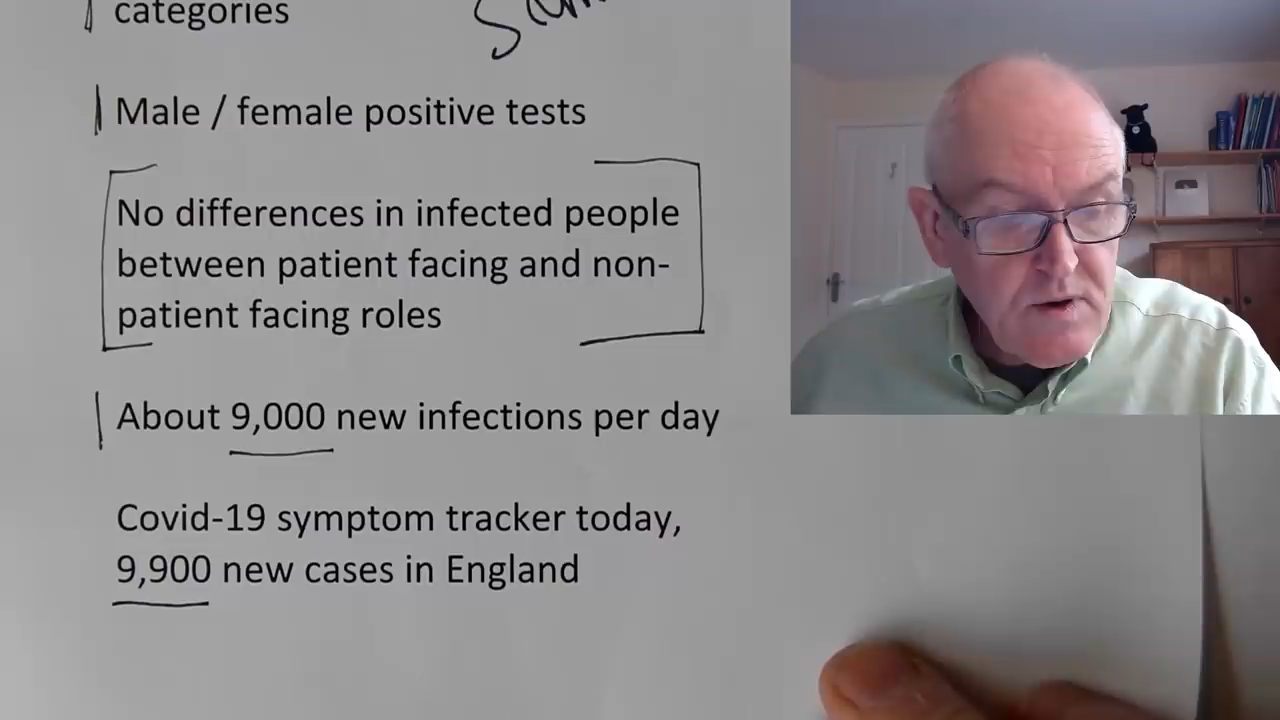 categories
Male / female positive tests
No differences in infected people
between patient facing and non-
patient facing roles
About 9,000 new infections per day
Covid-19 symptom tracker today,
9,900 new cases in England